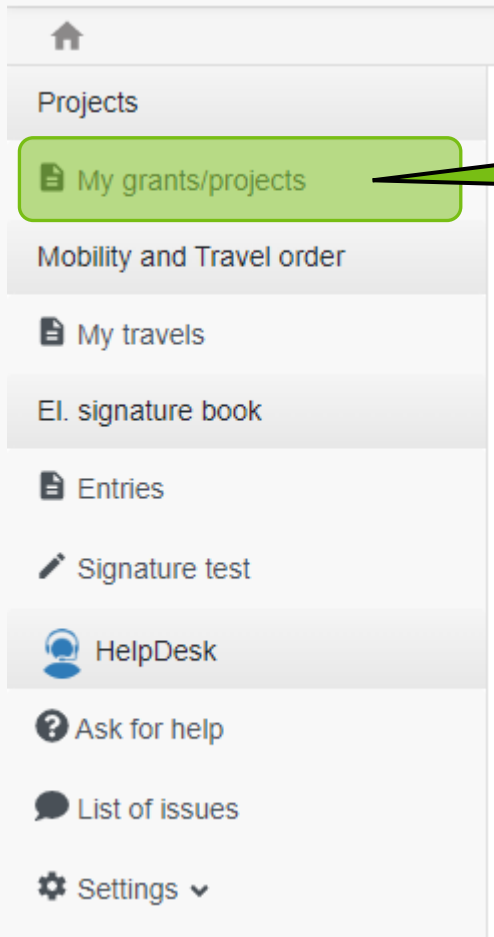 Projects
My grants/projects
Mobility and Travel order
My travels
El. signature book
Entries
Signature test
HelpDesk
Ask for help
List of issues
Settings